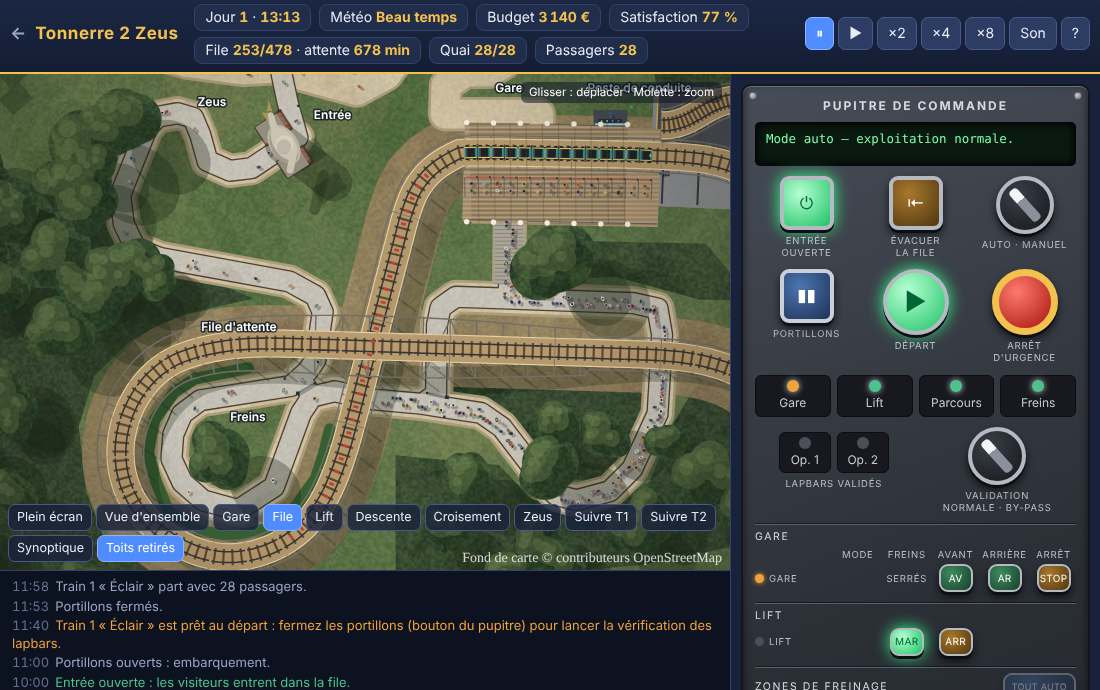 ← Tonnerre 2 Zeus
Jour 1 · 13:13
Météo Beau temps
Budget 3 140 €
Satisfaction 77 %
File 253/478 · attente 678 min
Quai 28/28
Passagers 28
×2
×4
×8
Son
?
Zeus
Entrée
Gare
Poste de conduite
Glisser : déplacer · Molette : zoom
File d'attente
Freins
Plein écran
Vue d'ensemble
Gare
File
Lift
Descente
Croisement
Zeus
Suivre T1
Suivre T2
Synoptique
Toits retirés
Fond de carte © contributeurs OpenStreetMap
11:58 Train 1 « Éclair » part avec 28 passagers.
11:53 Portillons fermés.
11:40 Train 1 « Éclair » est prêt au départ : fermez les portillons (bouton du pupitre) pour lancer la vérification des
lapbars.
11:00 Portillons ouverts : embarquement.
10:00 Entrée ouverte : les visiteurs entrent dans la file.
PUPITRE DE COMMANDE
Mode auto — exploitation normale.
ENTRÉE
OUVERTE
ÉVACUER
LA FILE
AUTO · MANUEL
PORTILLONS
DÉPART
ARRÊT
D'URGENCE
Gare
Lift
Parcours
Freins
Op. 1
Op. 2
LAPBARS VALIDÉS
VALIDATION
NORMALE · BY-PASS
GARE
MODE FREINS AVANT ARRIÈRE ARRÊT
GARE SERRÉS AV AR STOP
LIFT
LIFT MAR ARR
ZONES DE FREINAGE
TOUT AUTO